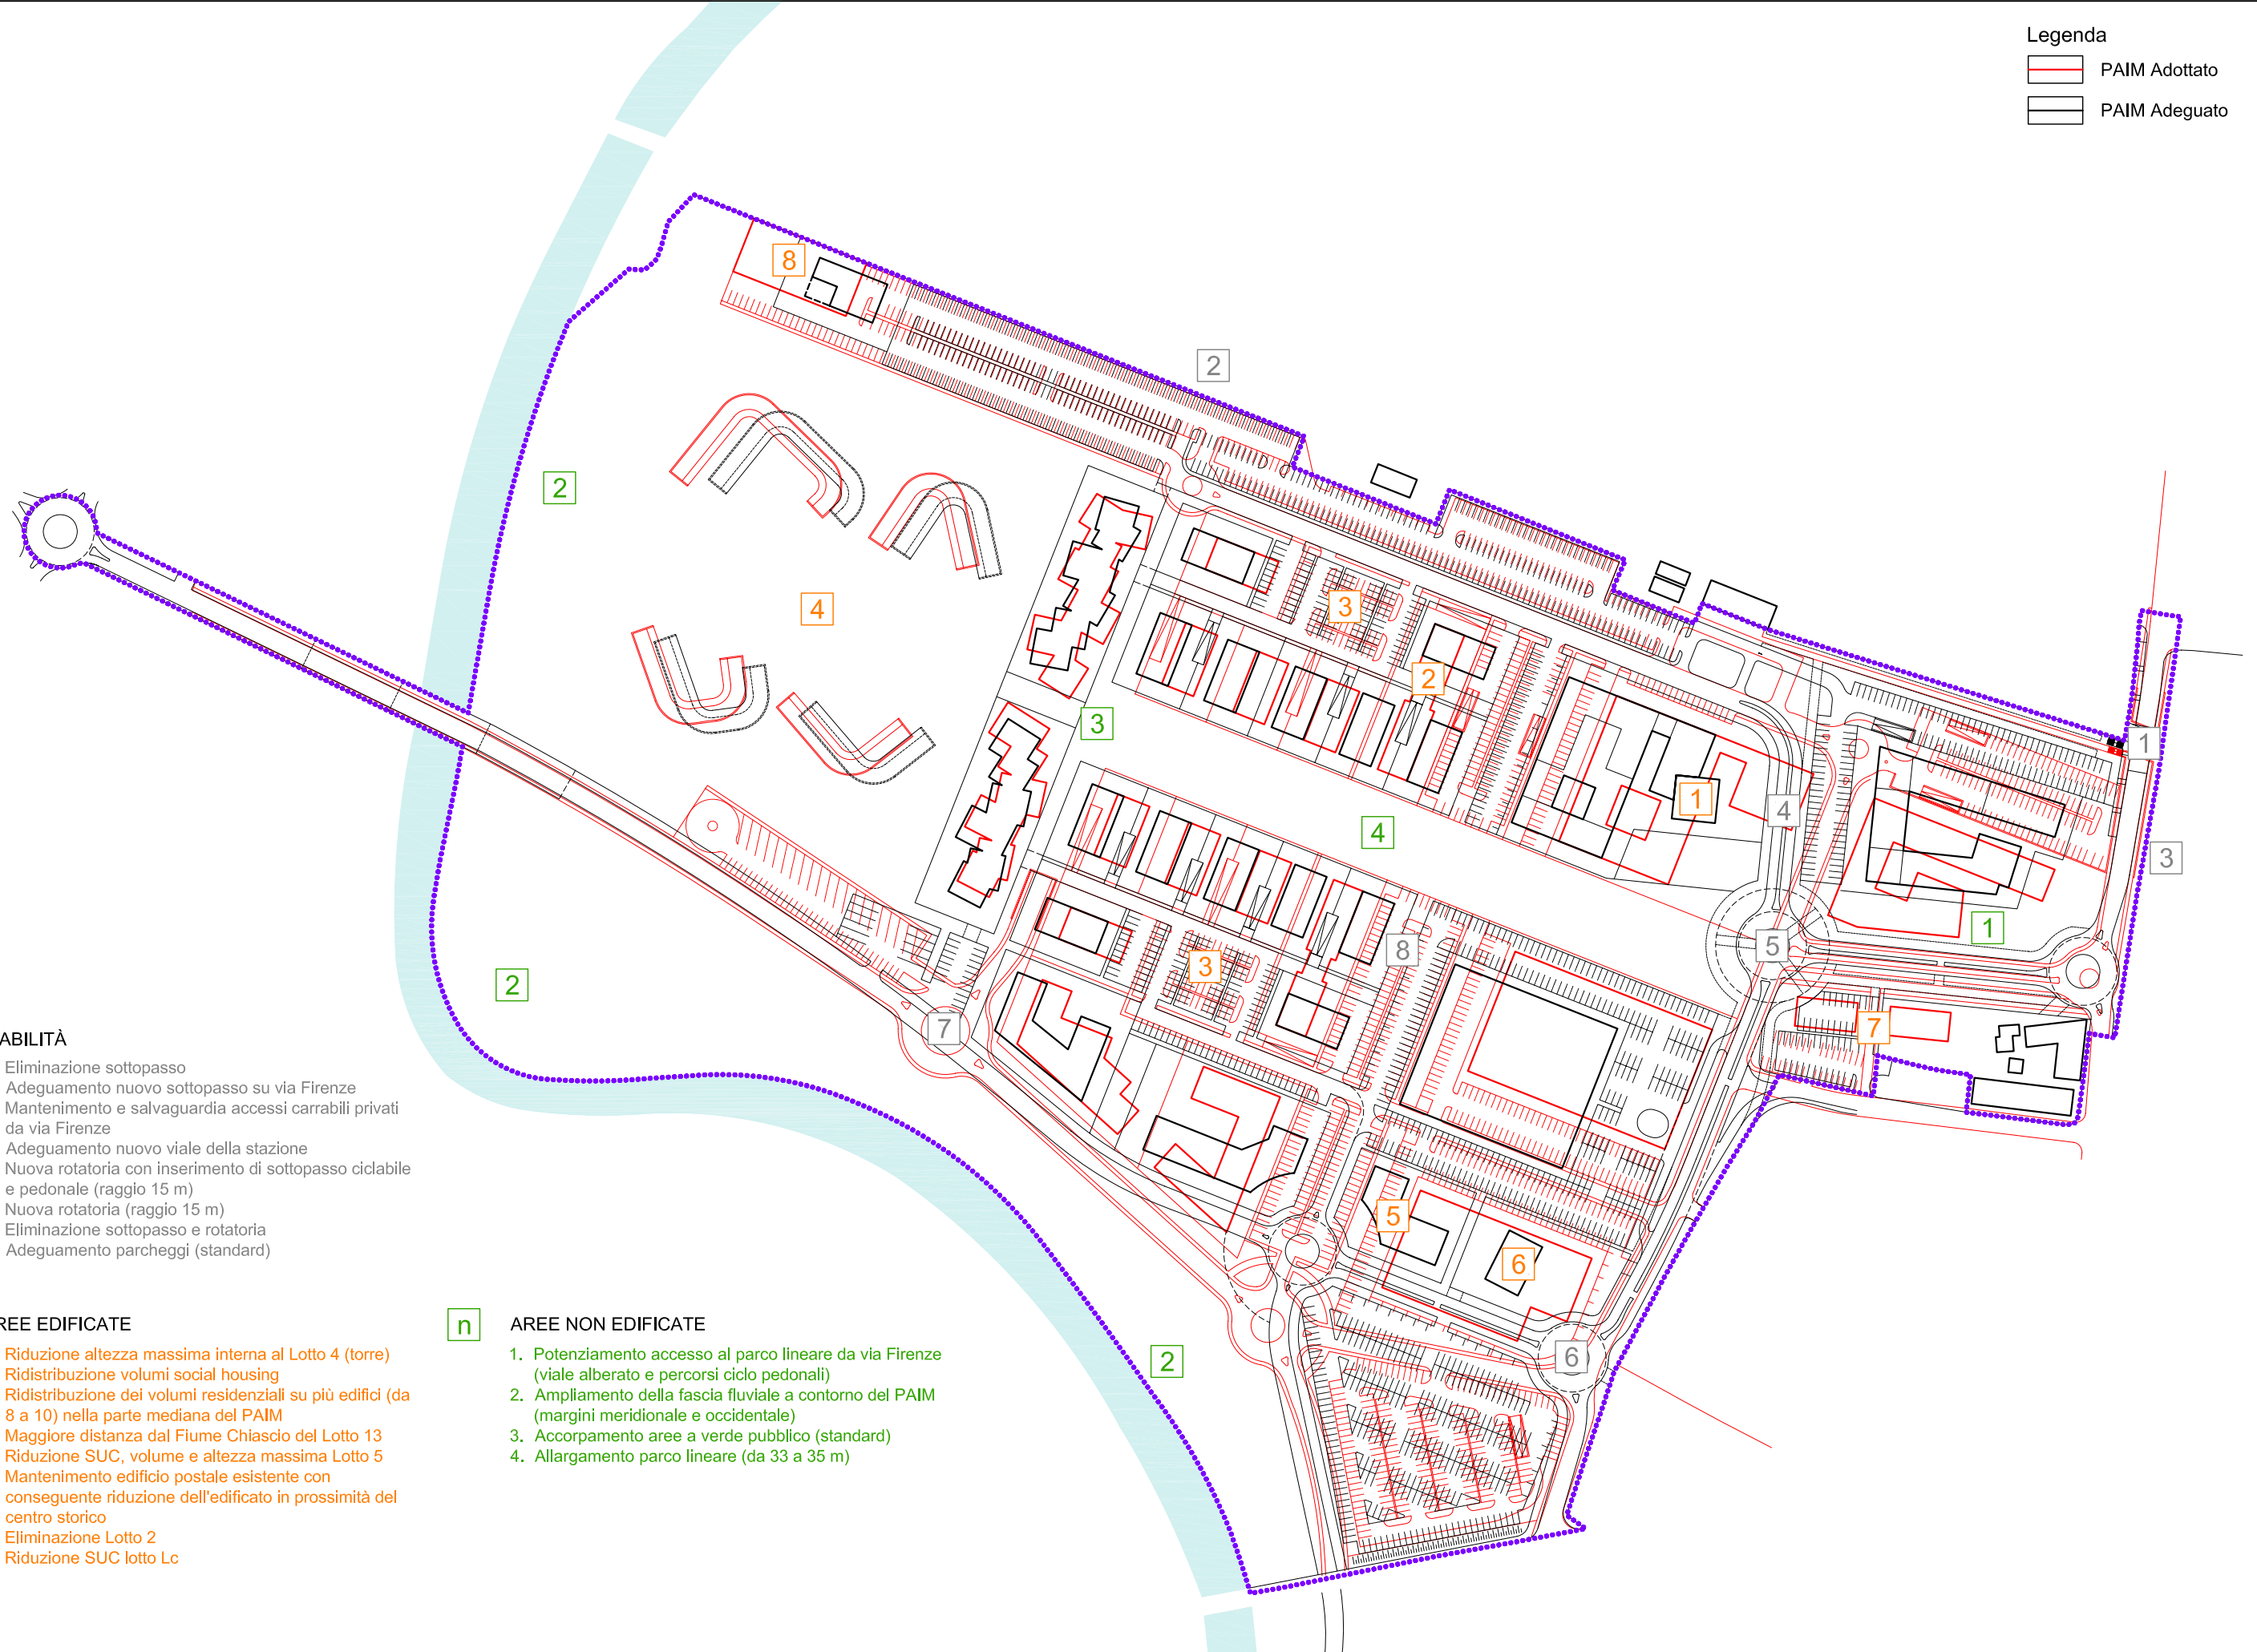 Legenda
PAIM Adottato
PAIM Adeguato
8
2
2
4
3
2
3
1
4
1
3
4
5
1
8
3
7
2
7
5
6
2
6
ABILITÀ
Eliminazione sottopasso
Adeguamento nuovo sottopasso su via Firenze
Mantenimento e salvaguardia accessi carrabili privati
da via Firenze
Adeguamento nuovo viale della stazione
Nuova rotatoria con inserimento di sottopasso ciclabile
e pedonale (raggio 15 m)
Nuova rotatoria (raggio 15 m)
Eliminazione sottopasso e rotatoria
Adeguamento parcheggi (standard)
REE EDIFICATE
Riduzione altezza massima interna al Lotto 4 (torre)
Ridistribuzione volumi social housing
Ridistribuzione dei volumi residenziali su più edifici (da
8 a 10) nella parte mediana del PAIM
Maggiore distanza dal Fiume Chiascio del Lotto 13
Riduzione SUC, volume e altezza massima Lotto 5
Mantenimento edificio postale esistente con
conseguente riduzione dell'edificato in prossimità del
centro storico
Eliminazione Lotto 2
Riduzione SUC lotto Lc
n
AREE NON EDIFICATE
1. Potenziamento accesso al parco lineare da via Firenze
(viale alberato e percorsi ciclo pedonali)
2. Ampliamento della fascia fluviale a contorno del PAIM
(margini meridionale e occidentale)
3. Accorpamento aree a verde pubblico (standard)
4. Allargamento parco lineare (da 33 a 35 m)